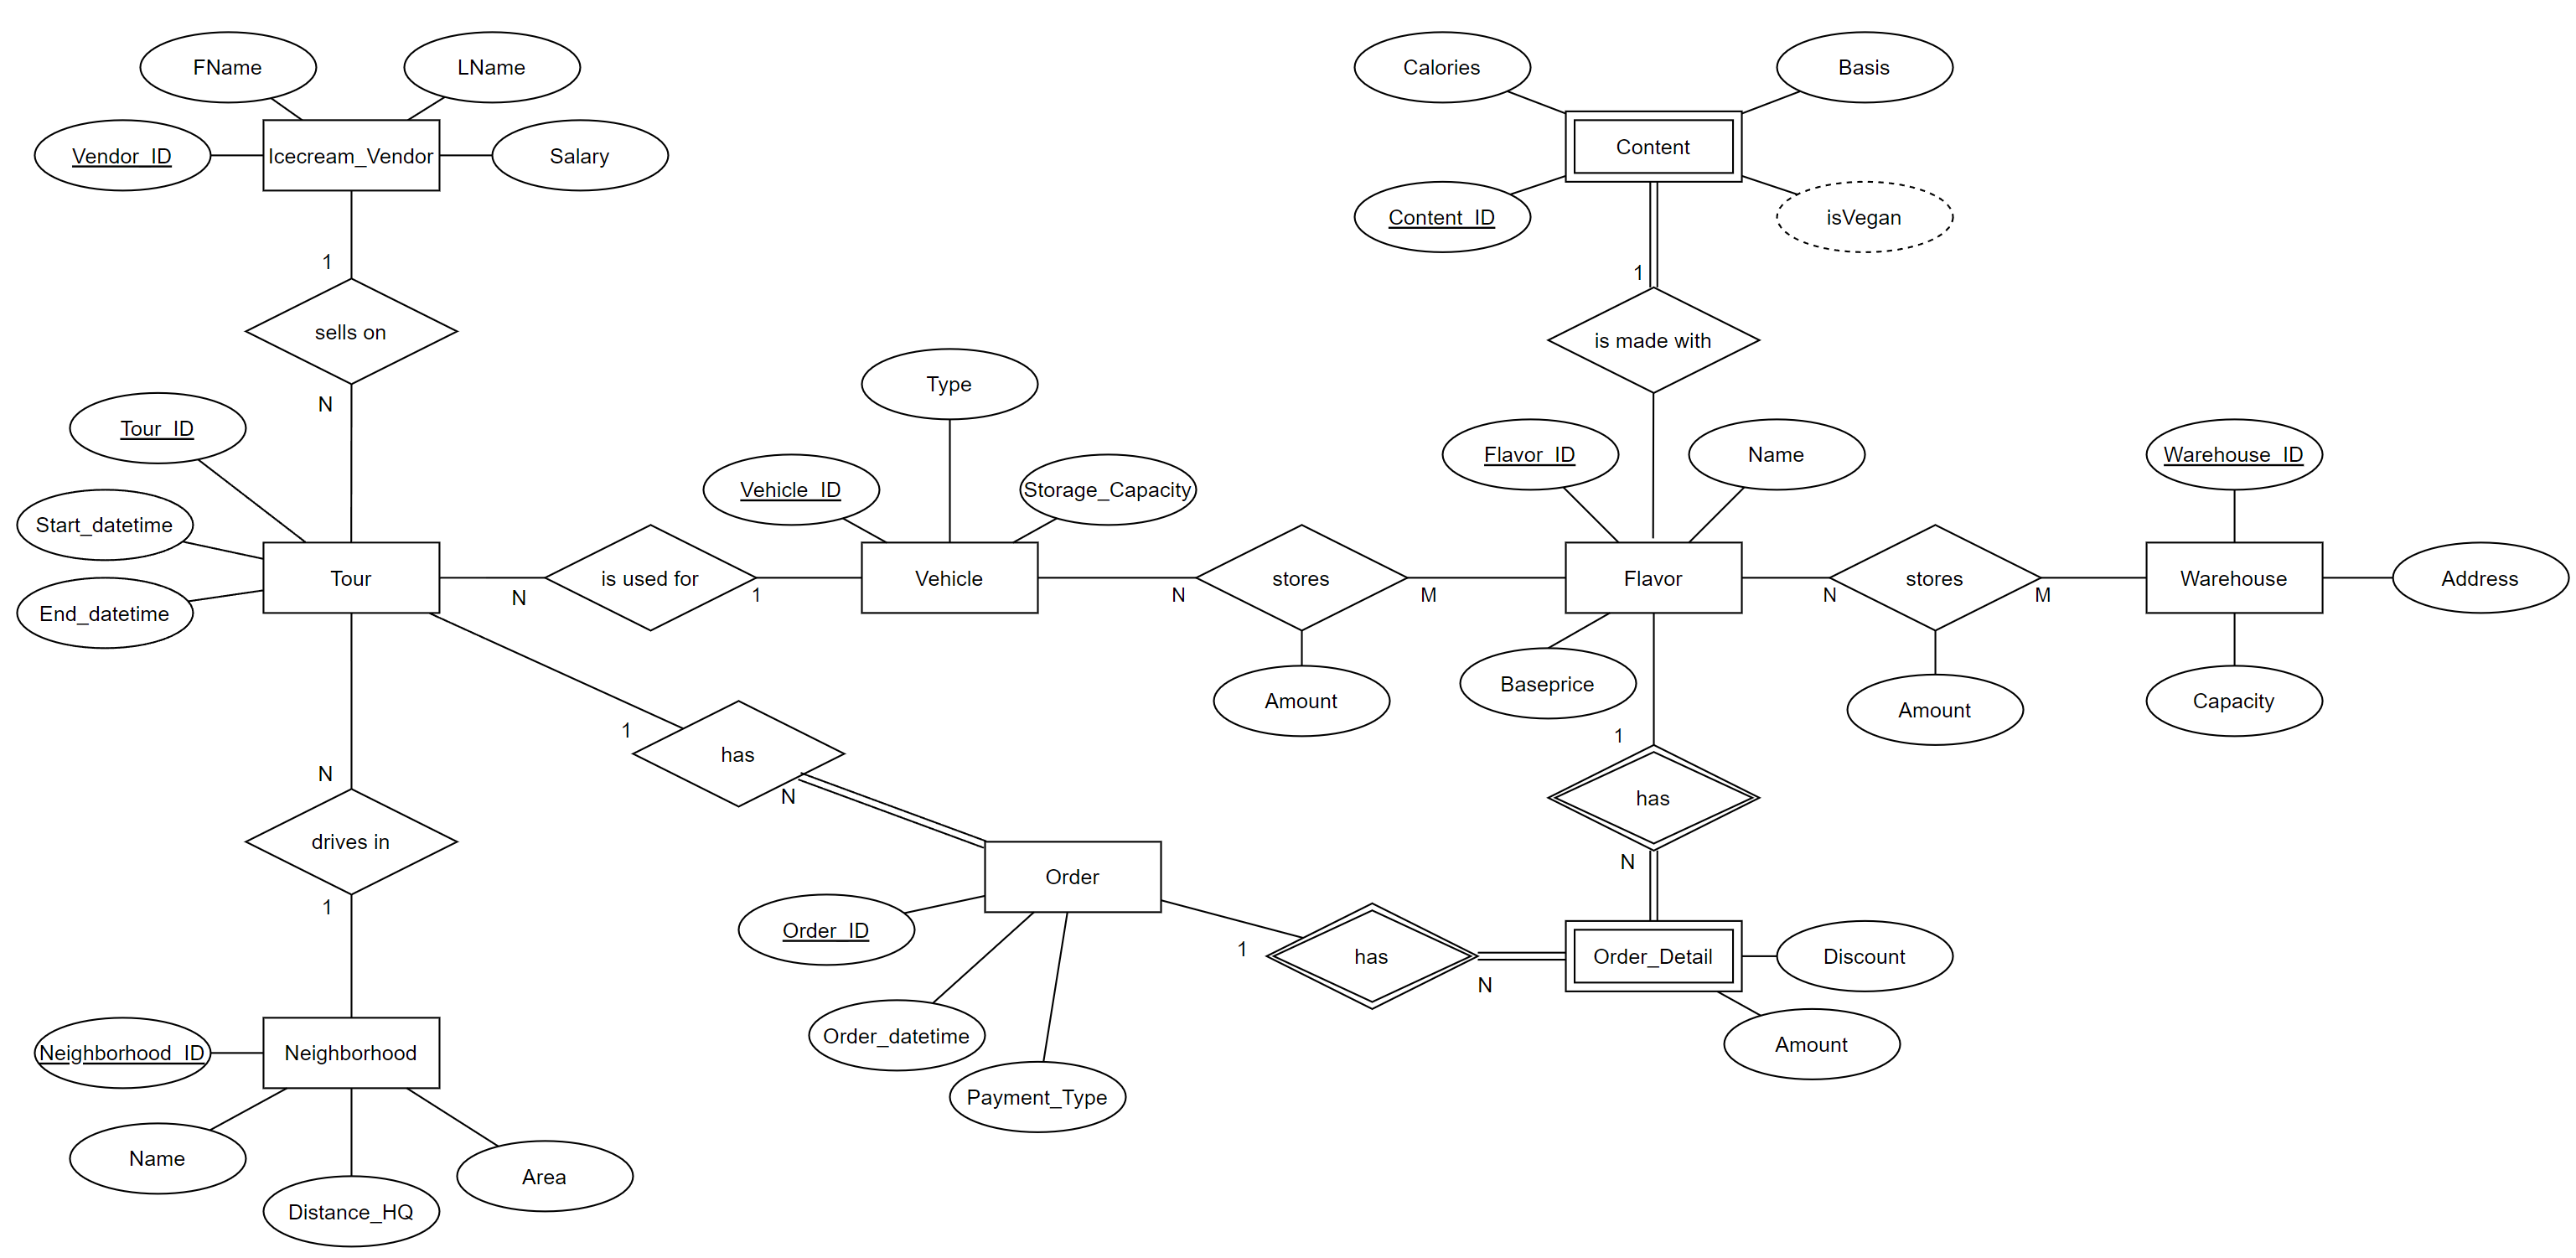 FName
LName
Calories
Basis
Vendor_ID
Icecream_Vendor
Salary
Content
Content_ID
isVegan
1
1
sells on
is made with
N
Type
Tour_ID
Flavor_ID
Name
Warehouse_ID
Vehicle_ID
Storage_Capacity
Start_datetime
Tour
is used for
Vehicle
stores
Flavor
stores
Warehouse
Address
N
1
N
M
N
M
End_datetime
Baseprice
Amount
Amount
Capacity
1
1
has
N
N
has
drives in
N
Order
1
Order_ID
1
has
Order_Detail
Discount
N
Order_datetime
Amount
Neighborhood_ID
Neighborhood
Payment_Type
Name
Area
Distance_HQ